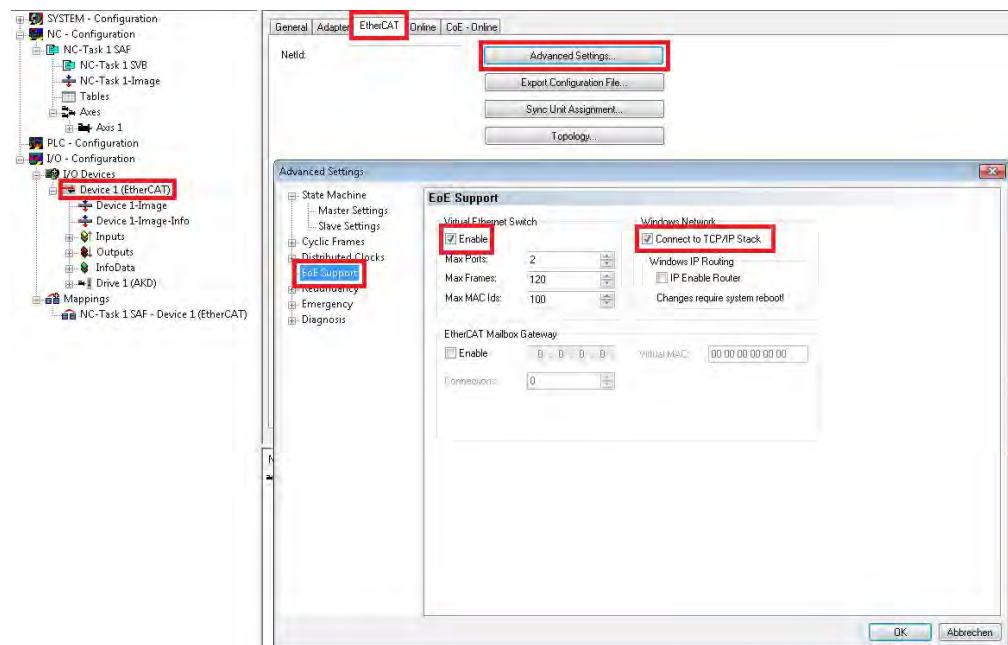 SYSTEM - Configuration
NC - Configuration
NC-Task 1 SAF
NC-Task 1 SVB
NC-Task 1-Image
Tables
Axes
Axis 1
PLC - Configuration
I/O - Configuration
I/O Devices
Device 1 (EtherCAT)
Device 1-Image
Device 1-Image-Info
Inputs
Outputs
InfoData
Drive 1 (AKD)
Mappings
NC-Task 1 SAF - Device 1 (EtherCAT)
General Adapter EtherCAT Online CoE - Online
NetId:
Advanced Settings...
Export Configuration File...
Sync Unit Assignment...
Topology...
Advanced Settings
State Machine
Master Settings
Slave Settings
Cyclic Frames
Distributed Clocks
EoE Support
Redundancy
Emergency
Diagnosis
EoE Support
Virtual Ethernet Switch
Enable
Max Ports: 2
Max Frames: 120
Max MAC Ids: 100
Windows Network
Connect to TCP/IP Stack
Windows IP Routing
IP Enable Router
Changes require system reboot!
EtherCAT Mailbox Gateway
Enable 0 . 0 . 0 . 0 Virtual MAC: 00 00 00 00 00 00
Connections: 0
N
OK Abbrechen